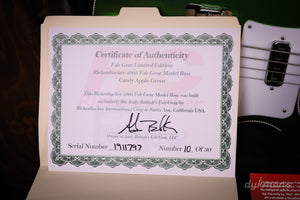 Certificate of Authenticity
Fab Gear Limited Edition
Rickenbacker 4003 Fab Gear Model Bass
Candy Apple Green
This Rickenbacker 4003 Fab Gear Model Bass was built
exclusively for Andy Babiuk's Fab Gear by
Rickenbacker International Corp in Santa Ana, California USA.
Owner of Andy Babiuk's Fab Gear, LLC
Serial Number 1911797 Number 10 Of 30